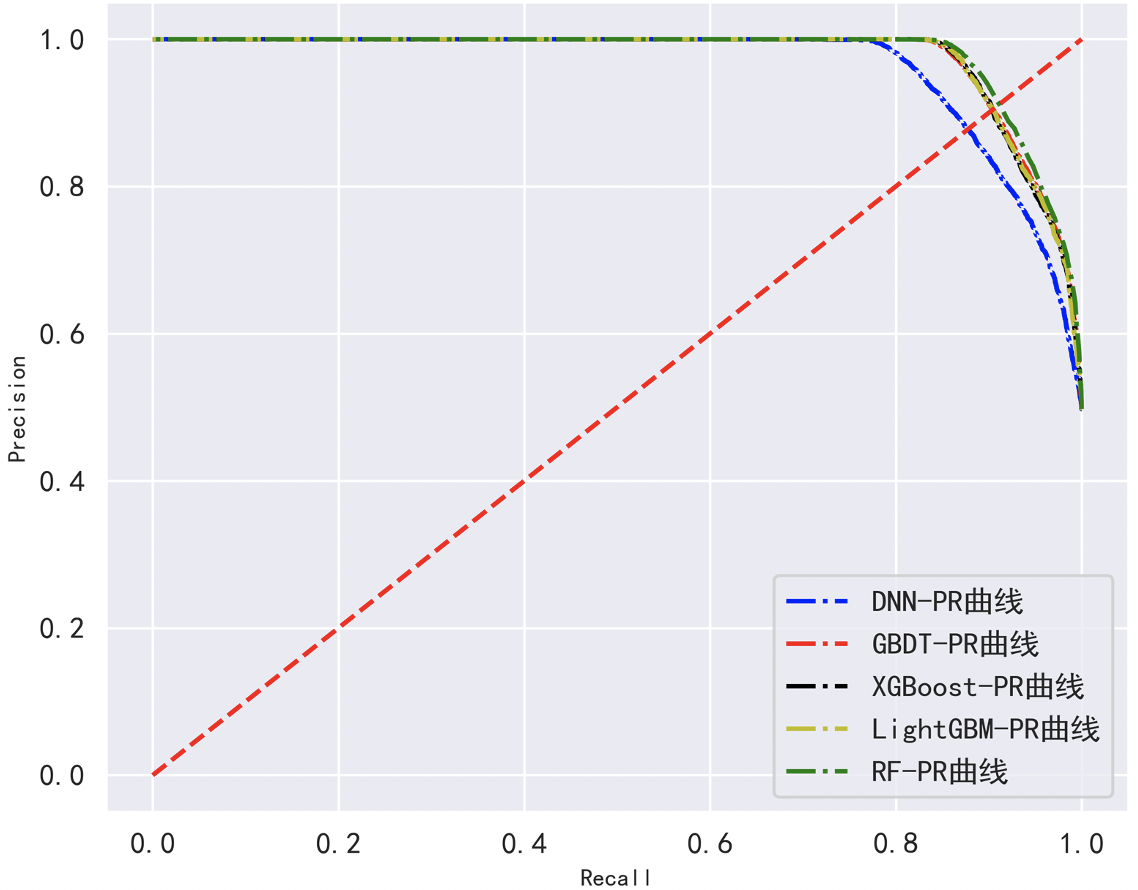 1.0
0.8
0.6
0.4
0.2
0.0
Precision
0.0 0.2 0.4 0.6 0.8 1.0
Recall
DNN-PR曲线
GBDT-PR曲线
XGBoost-PR曲线
LightGBM-PR曲线
RF-PR曲线